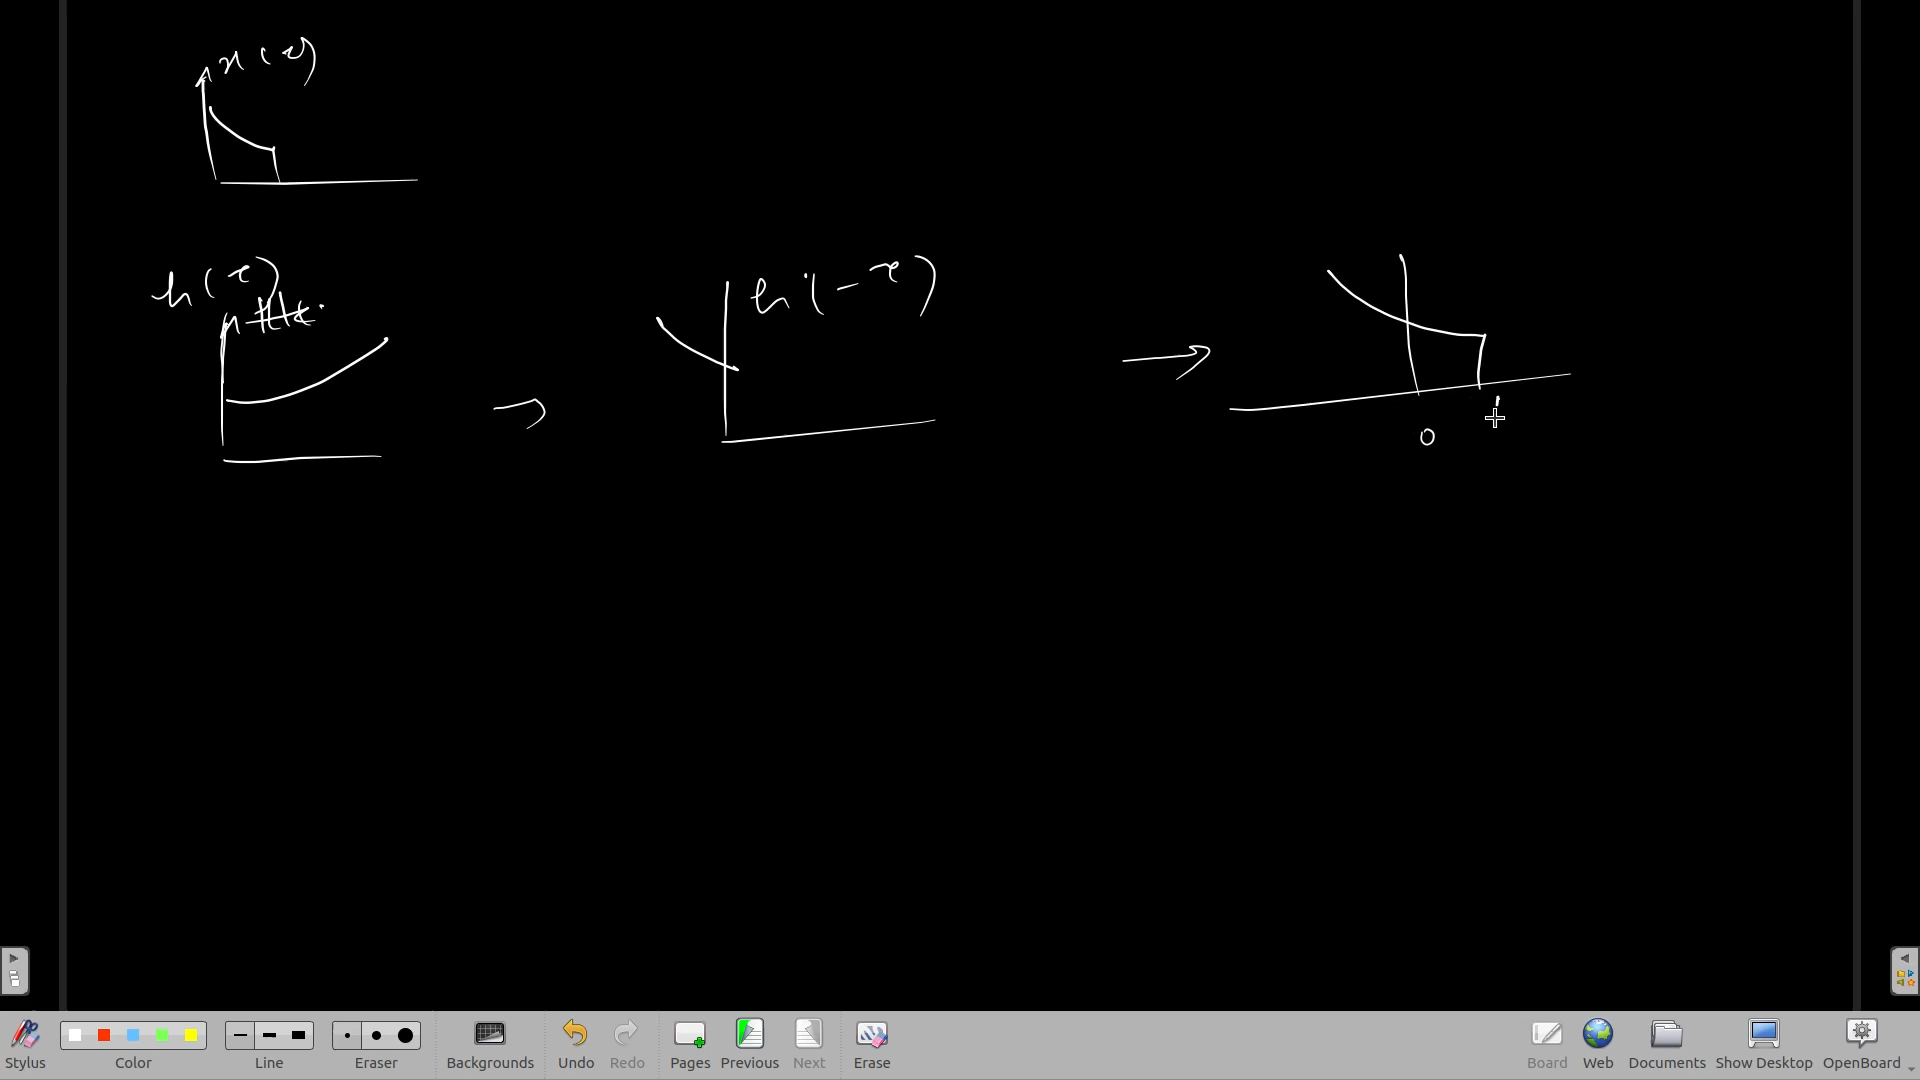 x(τ)
h(τ)
h(-τ)
0
Stylus Color Line Eraser Backgrounds Undo Redo Pages Previous Next Erase Board Web Documents Show Desktop OpenBoard